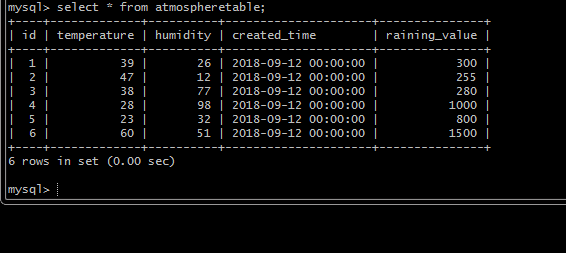 mysql> select * from atmospheretable;
+----+-------------+----------+---------------------+---------------+
| id | temperature | humidity | created_time        | raining_value |
+----+-------------+----------+---------------------+---------------+
|  1 |          39 |       26 | 2018-09-12 00:00:00 |           300 |
|  2 |          47 |       12 | 2018-09-12 00:00:00 |           255 |
|  3 |          38 |       77 | 2018-09-12 00:00:00 |           280 |
|  4 |          28 |       98 | 2018-09-12 00:00:00 |          1000 |
|  5 |          23 |       32 | 2018-09-12 00:00:00 |           800 |
|  6 |          60 |       51 | 2018-09-12 00:00:00 |          1500 |
+----+-------------+----------+---------------------+---------------+
6 rows in set (0.00 sec)
mysql>